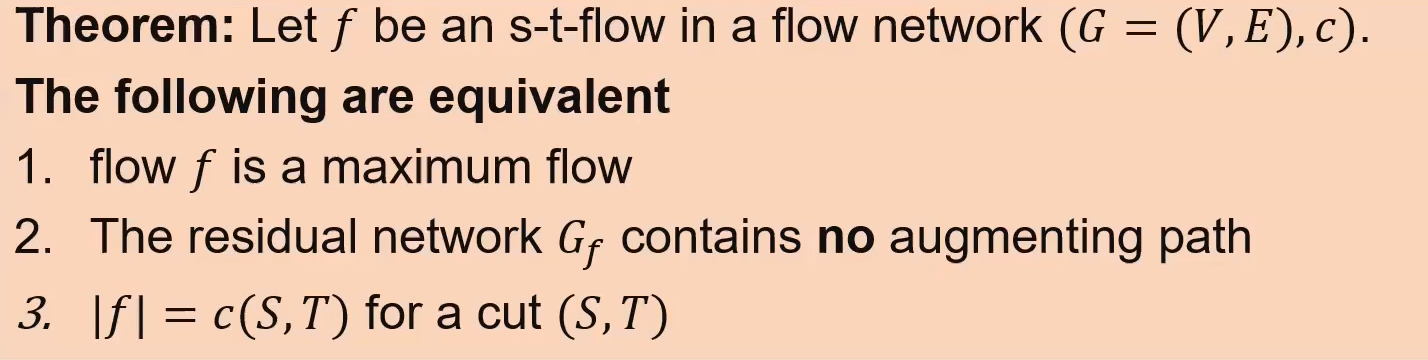 Theorem: Let f be an s-t-flow in a flow network (G = (V, E), c).
The following are equivalent
1. flow f is a maximum flow
2. The residual network G_f contains no augmenting path
3. |f| = c(S, T) for a cut (S, T)